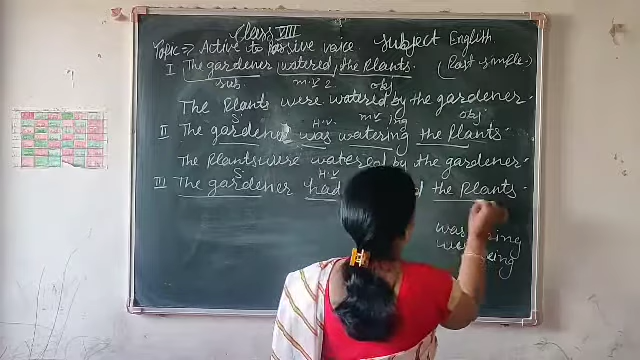 Class VIII
Topic ⇒ Active to Passive voice. Subject English
I The gardener watered the Plants. (Past simple.)
sub. m.V 2 obj
The Plants were watered by the gardener.
S. H.V. m.V ing obj
II The gardener was watering the Plants.
The Plants were watered by the gardener.
S. H.V
III The gardener had the Plants.